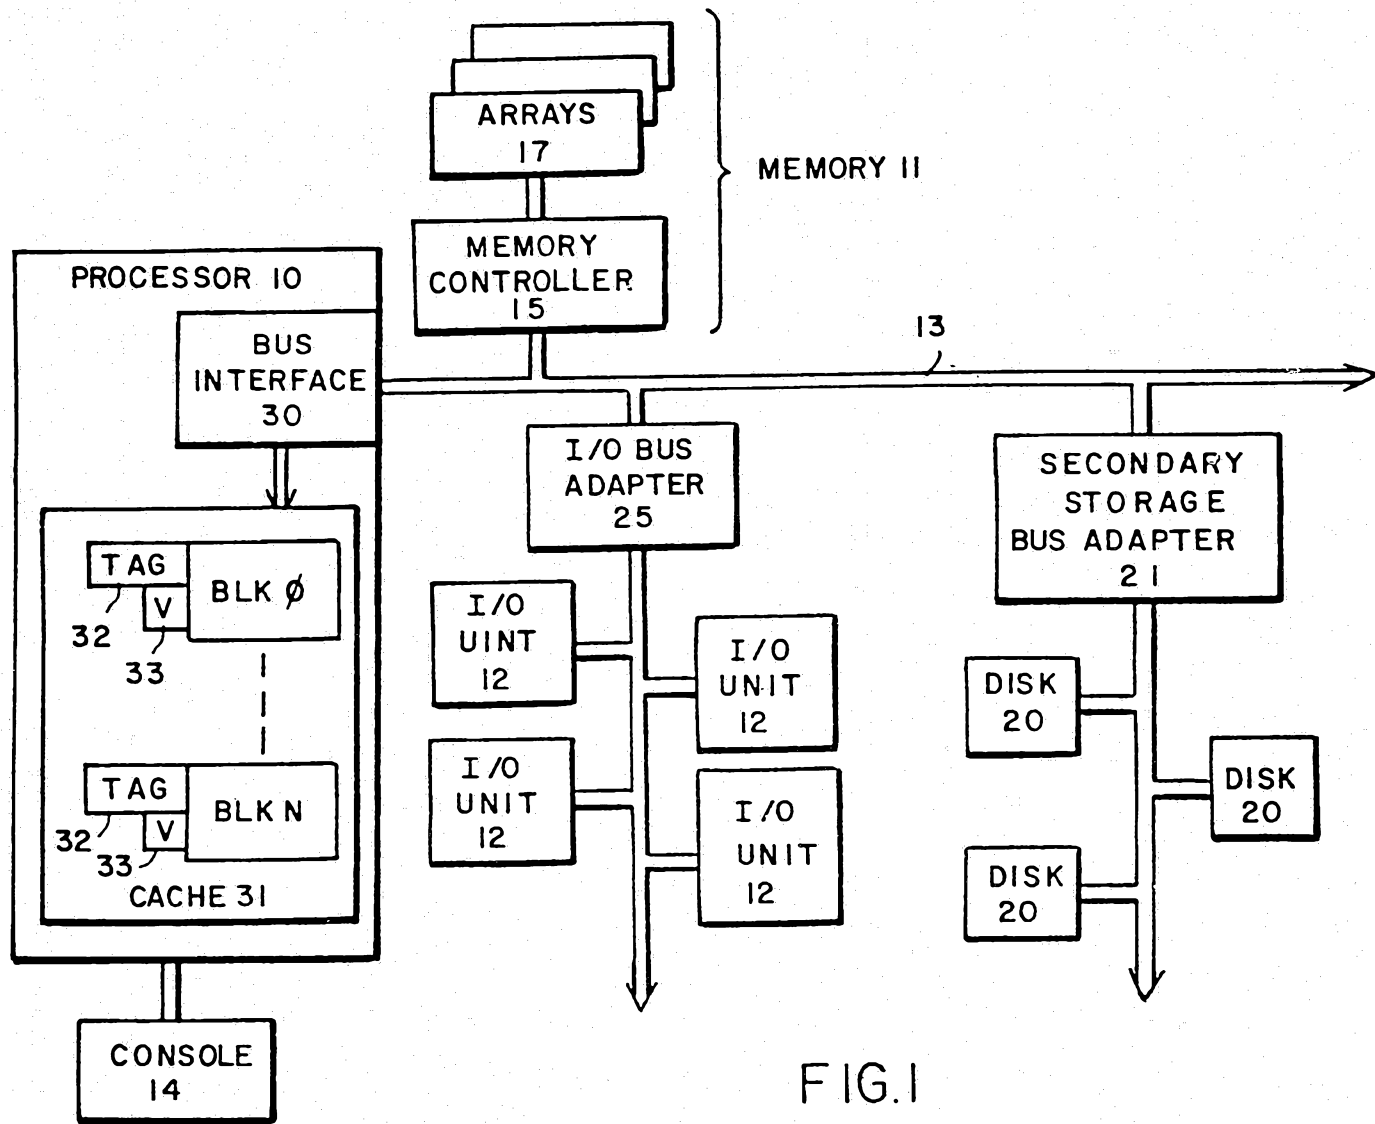 ARRAYS
17
MEMORY 11
MEMORY
CONTROLLER
15
PROCESSOR 10
BUS
INTERFACE
30
13
I/O BUS
ADAPTER
25
SECONDARY
STORAGE
BUS ADAPTER
21
TAG
V
BLK Ø
32
33
TAG
V
BLK N
32
33
CACHE 31
I/O
UINT
12
I/O
UNIT
12
I/O
UNIT
12
I/O
UNIT
12
DISK
20
DISK
20
DISK
20
CONSOLE
14
FIG.1